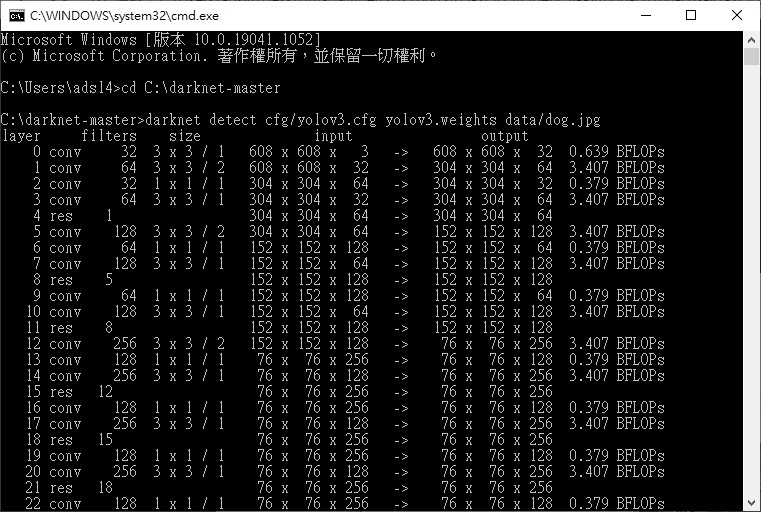 C:\WINDOWS\system32\cmd.exe
Microsoft Windows [版本 10.0.19041.1052]
(c) Microsoft Corporation. 著作權所有，並保留一切權利。
C:\Users\adsl4>cd C:\darknet-master
C:\darknet-master>darknet detect cfg/yolov3.cfg yolov3.weights data/dog.jpg
layer     filters    size              input                output
    0 conv     32  3 x 3 / 1   608 x 608 x   3   ->   608 x 608 x  32  0.639 BFLOPs
    1 conv     64  3 x 3 / 2   608 x 608 x  32   ->   304 x 304 x  64  3.407 BFLOPs
    2 conv     32  1 x 1 / 1   304 x 304 x  64   ->   304 x 304 x  32  0.379 BFLOPs
    3 conv     64  3 x 3 / 1   304 x 304 x  32   ->   304 x 304 x  64  3.407 BFLOPs
    4 res    1                 304 x 304 x  64   ->   304 x 304 x  64
    5 conv    128  3 x 3 / 2   304 x 304 x  64   ->   152 x 152 x 128  3.407 BFLOPs
    6 conv     64  1 x 1 / 1   152 x 152 x 128   ->   152 x 152 x  64  0.379 BFLOPs
    7 conv    128  3 x 3 / 1   152 x 152 x  64   ->   152 x 152 x 128  3.407 BFLOPs
    8 res    5                 152 x 152 x 128   ->   152 x 152 x 128
    9 conv     64  1 x 1 / 1   152 x 152 x 128   ->   152 x 152 x  64  0.379 BFLOPs
   10 conv    128  3 x 3 / 1   152 x 152 x  64   ->   152 x 152 x 128  3.407 BFLOPs
   11 res    8                 152 x 152 x 128   ->   152 x 152 x 128
   12 conv    256  3 x 3 / 2   152 x 152 x 128   ->    76 x  76 x 256  3.407 BFLOPs
   13 conv    128  1 x 1 / 1    76 x  76 x 256   ->    76 x  76 x 128  0.379 BFLOPs
   14 conv    256  3 x 3 / 1    76 x  76 x 128   ->    76 x  76 x 256  3.407 BFLOPs
   15 res   12                  76 x  76 x 256   ->    76 x  76 x 256
   16 conv    128  1 x 1 / 1    76 x  76 x 256   ->    76 x  76 x 128  0.379 BFLOPs
   17 conv    256  3 x 3 / 1    76 x  76 x 128   ->    76 x  76 x 256  3.407 BFLOPs
   18 res   15                  76 x  76 x 256   ->    76 x  76 x 256
   19 conv    128  1 x 1 / 1    76 x  76 x 256   ->    76 x  76 x 128  0.379 BFLOPs
   20 conv    256  3 x 3 / 1    76 x  76 x 128   ->    76 x  76 x 256  3.407 BFLOPs
   21 res   18                  76 x  76 x 256   ->    76 x  76 x 256
   22 conv    128  1 x 1 / 1    76 x  76 x 256   ->    76 x  76 x 128  0.379 BFLOPs